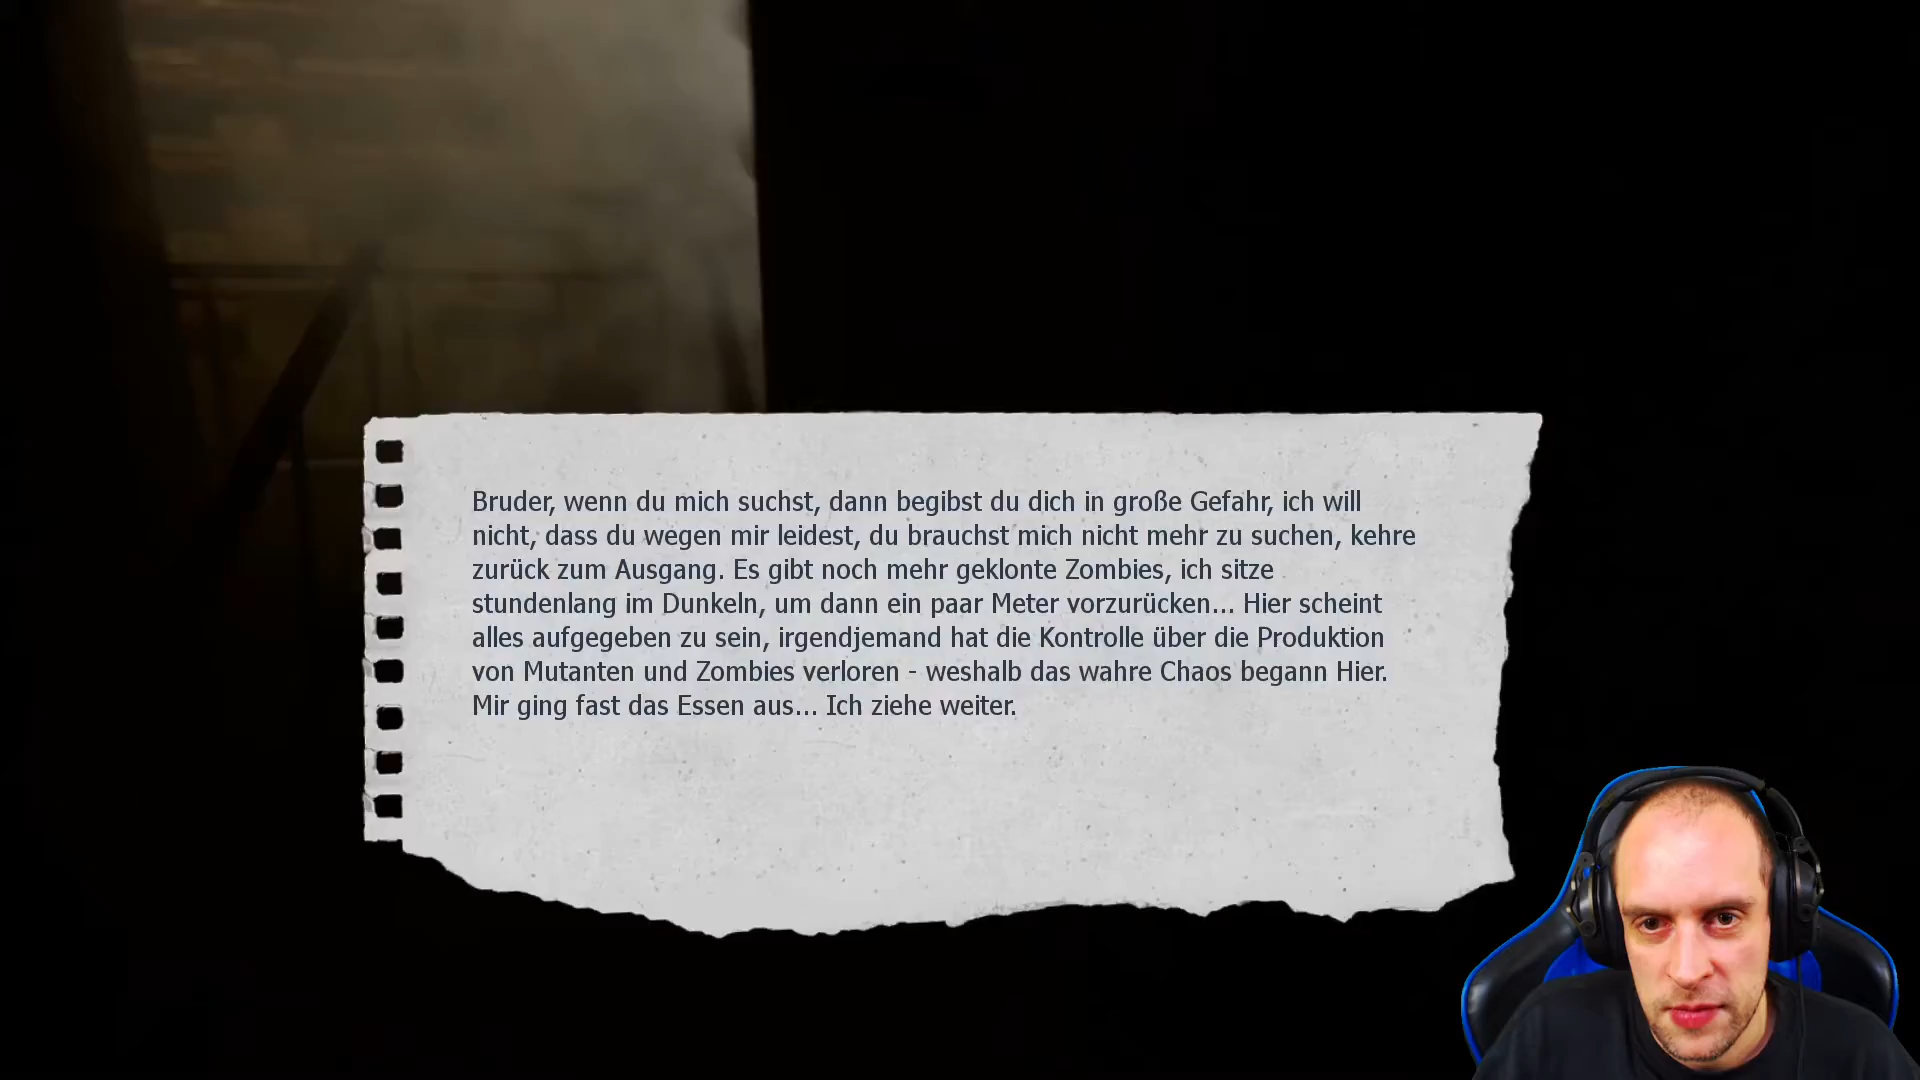 Bruder, wenn du mich suchst, dann begibst du dich in große Gefahr, ich will
nicht, dass du wegen mir leidest, du brauchst mich nicht mehr zu suchen, kehre
zurück zum Ausgang. Es gibt noch mehr geklonte Zombies, ich sitze
stundenlang im Dunkeln, um dann ein paar Meter vorzurücken... Hier scheint
alles aufgegeben zu sein, irgendjemand hat die Kontrolle über die Produktion
von Mutanten und Zombies verloren - weshalb das wahre Chaos begann Hier.
Mir ging fast das Essen aus... Ich ziehe weiter.